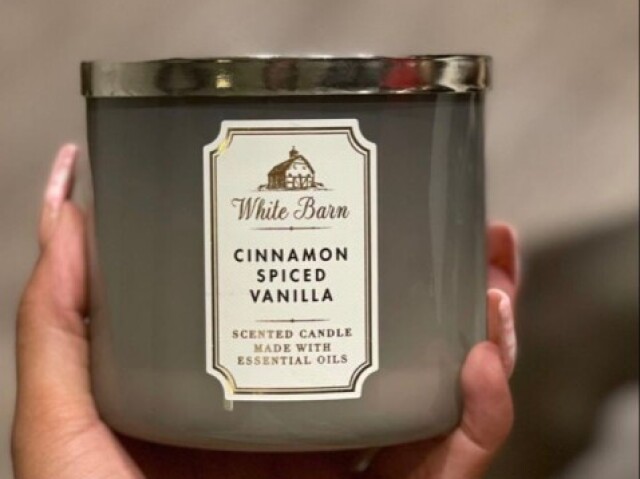 White Barn
CINNAMON
SPICED
VANILLA
SCENTED CANDLE
MADE WITH
ESSENTIAL OILS